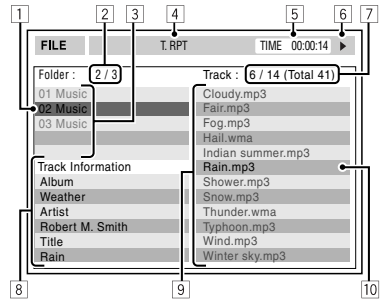 1 2 3 4 5 6 7
FILE T. RPT TIME 00:00:14
Folder : 2 / 3 Track : 6 / 14 (Total 41)
01 Music
02 Music
03 Music
Track Information
Album
Weather
Artist
Robert M. Smith
Title
Rain
Cloudy.mp3
Fair.mp3
Fog.mp3
Hail.wma
Indian summer.mp3
Rain.mp3
Shower.mp3
Snow.mp3
Thunder.wma
Typhoon.mp3
Wind.mp3
Winter sky.mp3
8 9 10